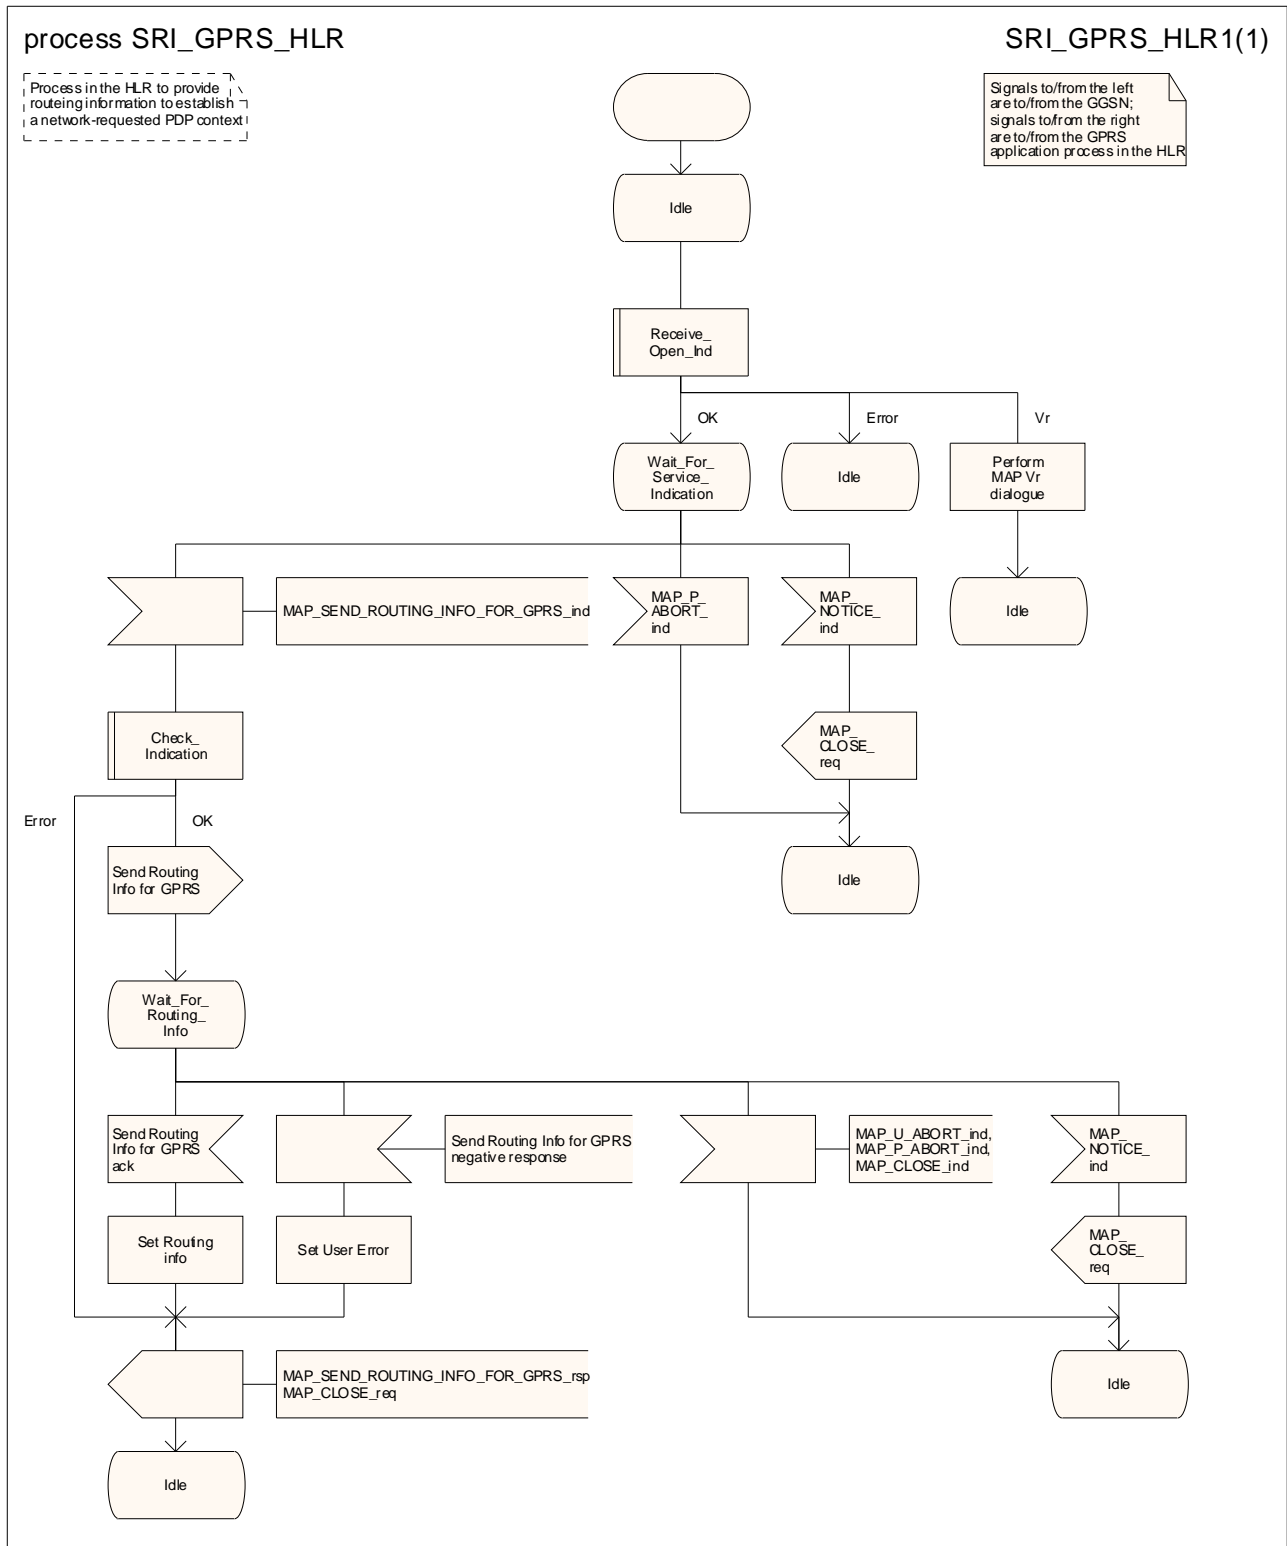 process SRI_GPRS_HLR
SRI_GPRS_HLR1(1)
Process in the HLR to provide
routeing information to establish
a network-requested PDP context
Signals to/from the left
are to/from the GGSN;
signals to/from the right
are to/from the GPRS
application process in the HLR
Idle
Receive_
Open_Ind
OK
Error
Vr
Wait_For_
Service_
Indication
Idle
Perform
MAP Vr
dialogue
MAP_SEND_ROUTING_INFO_FOR_GPRS_ind
MAP_P_
ABORT_
ind
MAP_
NOTICE_
ind
Idle
Check_
Indication
MAP_
CLOSE_
req
Error
OK
Send Routing
Info for GPRS
Idle
Wait_For_
Routing_
Info
Send Routing
Info for GPRS
ack
Send Routing Info for GPRS
negative response
MAP_U_ABORT_ind,
MAP_P_ABORT_ind,
MAP_CLOSE_ind
MAP_
NOTICE_
ind
Set Routing
info
Set User Error
MAP_
CLOSE_
req
MAP_SEND_ROUTING_INFO_FOR_GPRS_rsp
MAP_CLOSE_req
Idle
Idle